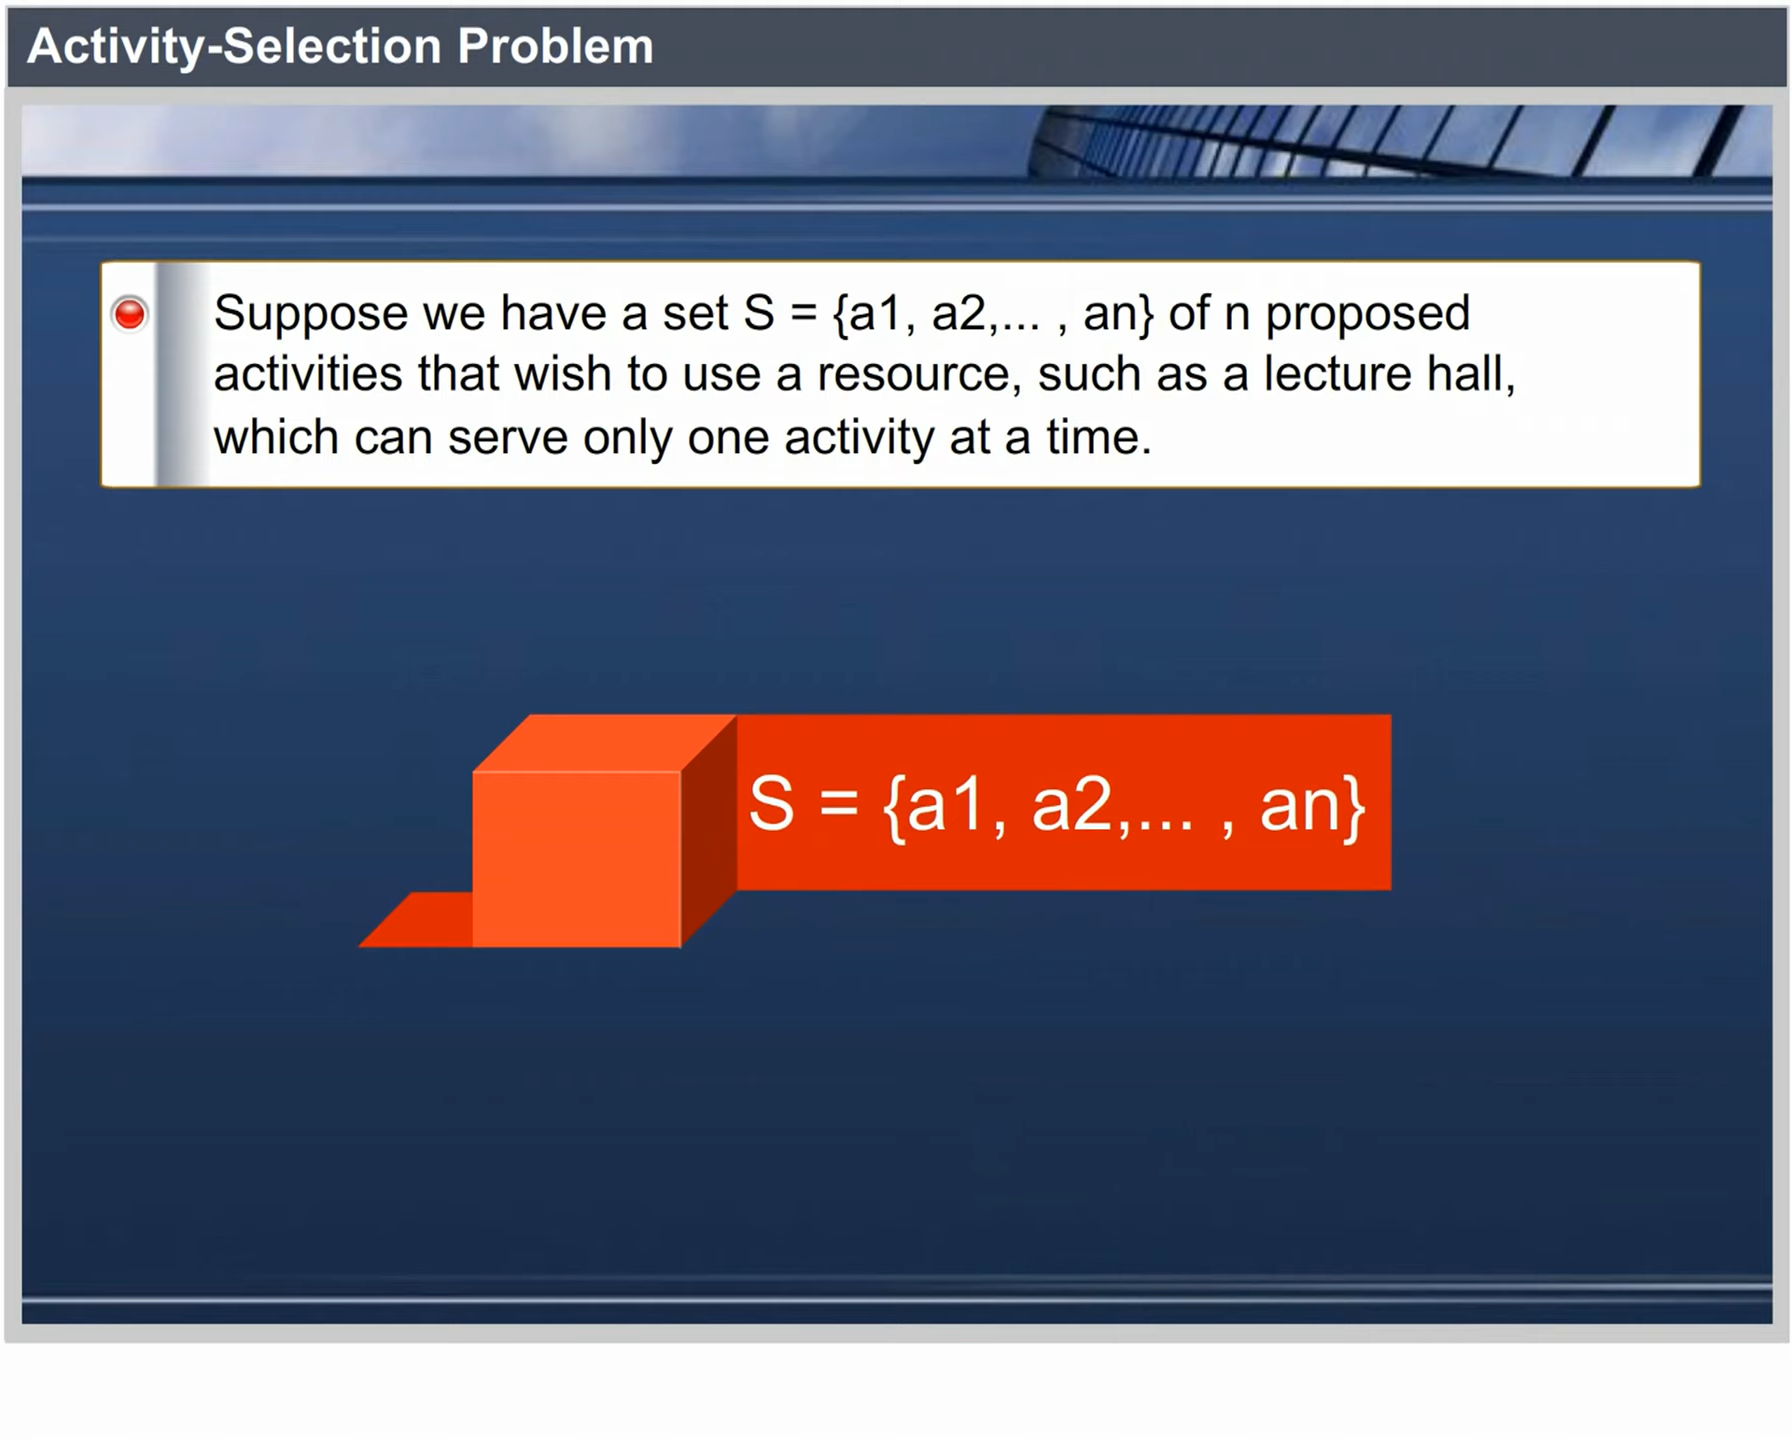 Activity-Selection Problem
Suppose we have a set S = {a1, a2,... , an} of n proposed
activities that wish to use a resource, such as a lecture hall,
which can serve only one activity at a time.
S = {a1, a2,... , an}